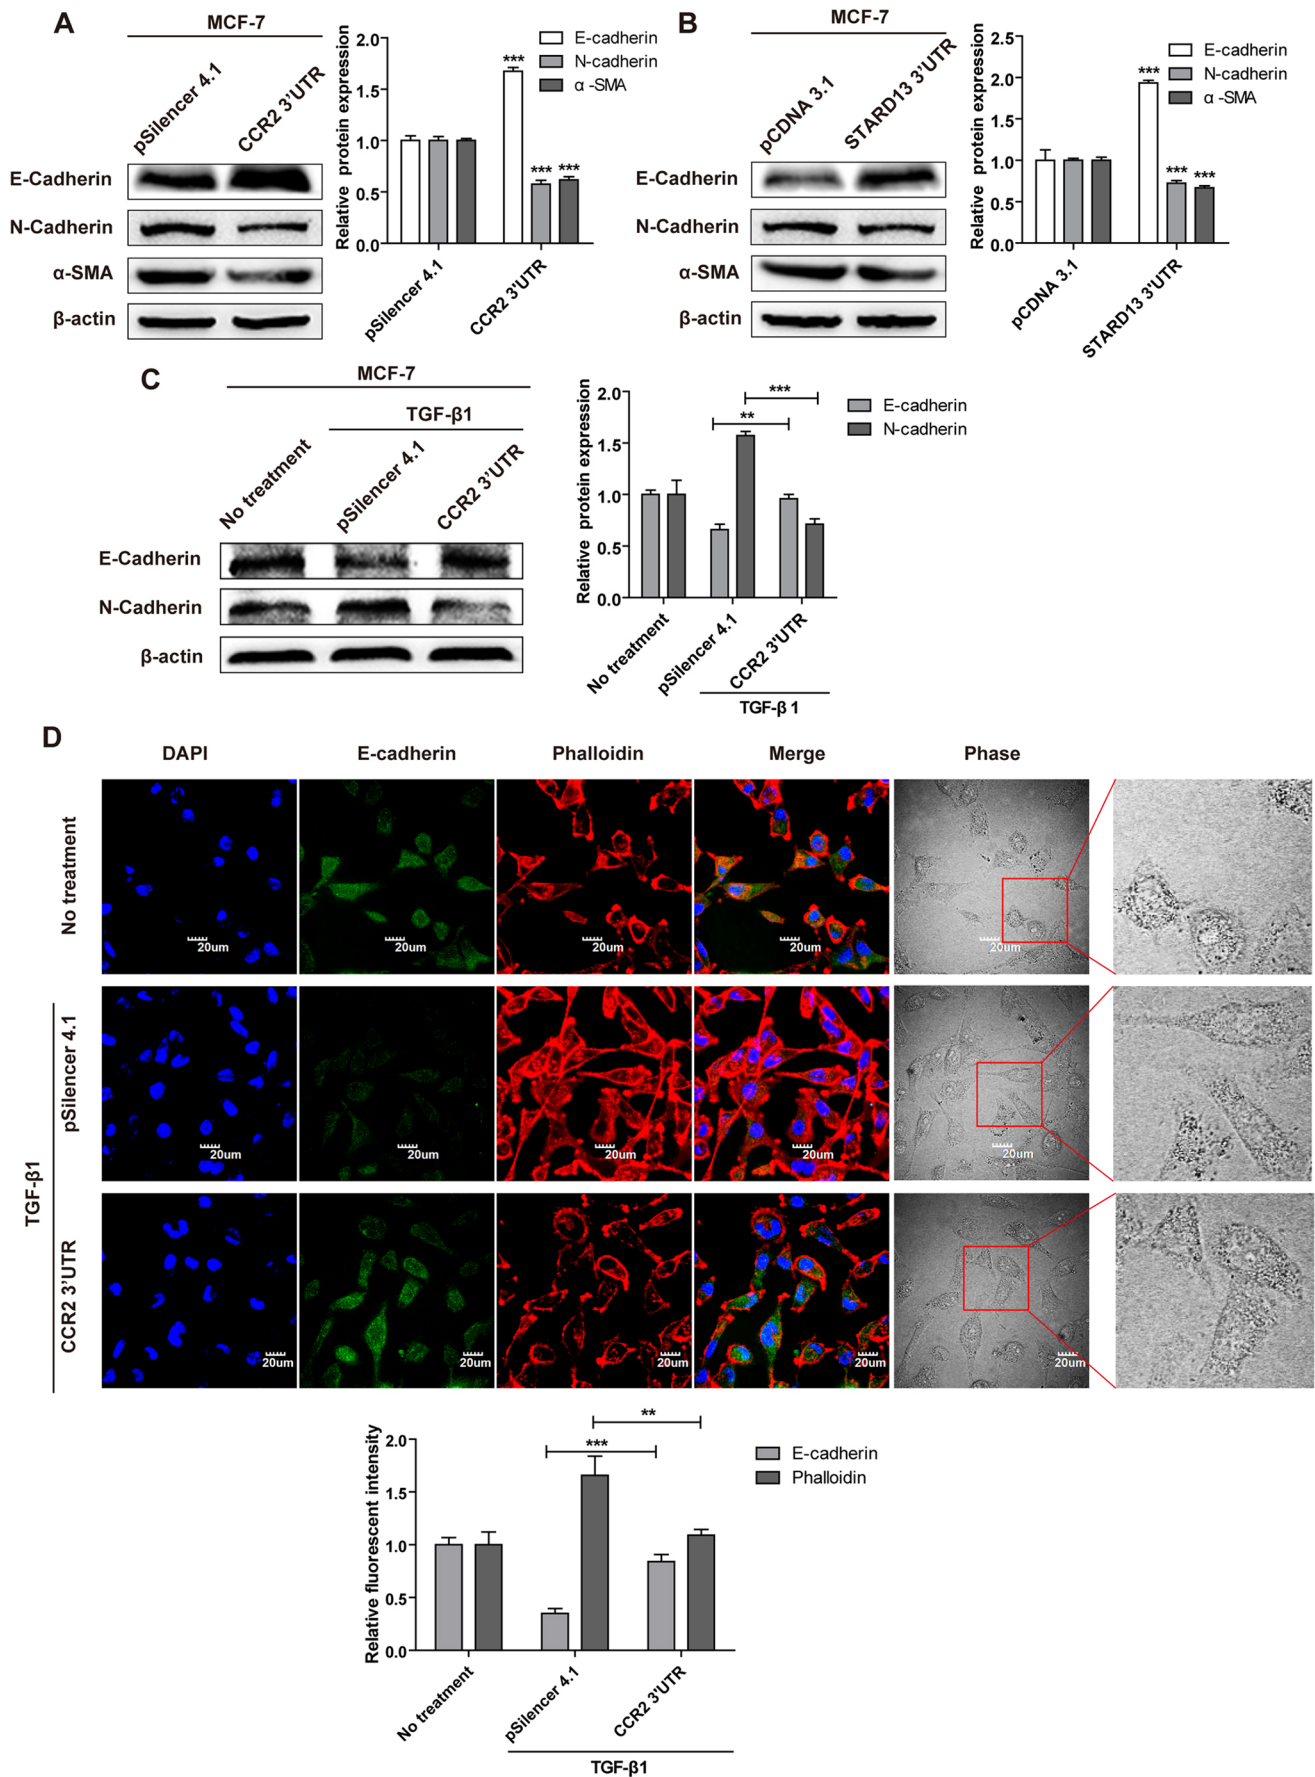 A
MCF-7
pSilencer 4.1
CCR2 3'UTR
E-Cadherin
N-Cadherin
α-SMA
β-actin
Relative protein expression
2.0
1.5
1.0
0.5
0.0
***
*** ***
E-cadherin
N-cadherin
α -SMA
pSilencer 4.1
CCR2 3'UTR
B
MCF-7
pCDNA 3.1
STARD13 3'UTR
E-Cadherin
N-Cadherin
α-SMA
β-actin
Relative protein expression
2.5
2.0
1.5
1.0
0.5
0.0
***
*** ***
E-cadherin
N-cadherin
α -SMA
pCDNA 3.1
STARD13 3'UTR
C
MCF-7
TGF-β1
No treatment
pSilencer 4.1
CCR2 3'UTR
E-Cadherin
N-Cadherin
β-actin
Relative protein expression
2.0
1.5
1.0
0.5
0.0
***
**
E-cadherin
N-cadherin
No treatment
pSilencer 4.1
CCR2 3'UTR
TGF-β 1
D
DAPI E-cadherin Phalloidin Merge Phase
No treatment
20um 20um 20um 20um 20um
TGF-β1
pSilencer 4.1
20um 20um 20um 20um 20um
CCR2 3'UTR
20um 20um 20um 20um 20um
Relative fluorescent intensity
2.0
1.5
1.0
0.5
0.0
**
***
E-cadherin
Phalloidin
No treatment
pSilencer 4.1
CCR2 3'UTR
TGF-β1